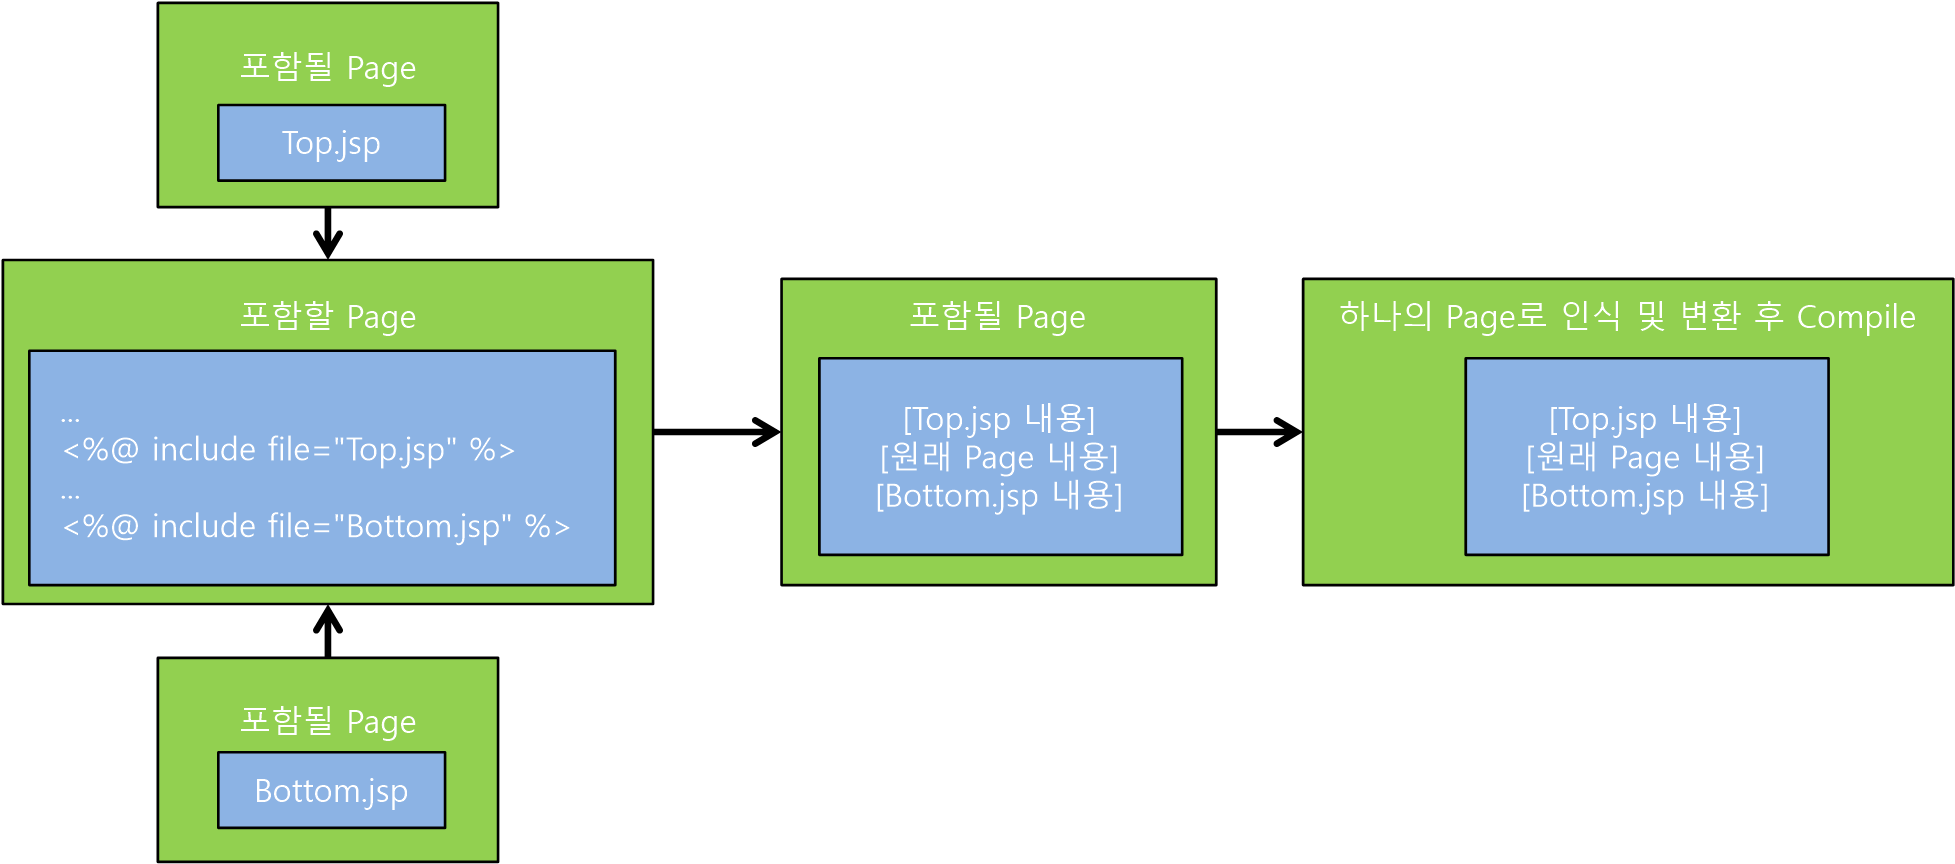 포함될 Page
Top.jsp
포함할 Page
...
<%@ include file="Top.jsp" %>
...
<%@ include file="Bottom.jsp" %>
포함될 Page
Bottom.jsp
포함될 Page
[Top.jsp 내용]
[원래 Page 내용]
[Bottom.jsp 내용]
하나의 Page로 인식 및 변환 후 Compile
[Top.jsp 내용]
[원래 Page 내용]
[Bottom.jsp 내용]